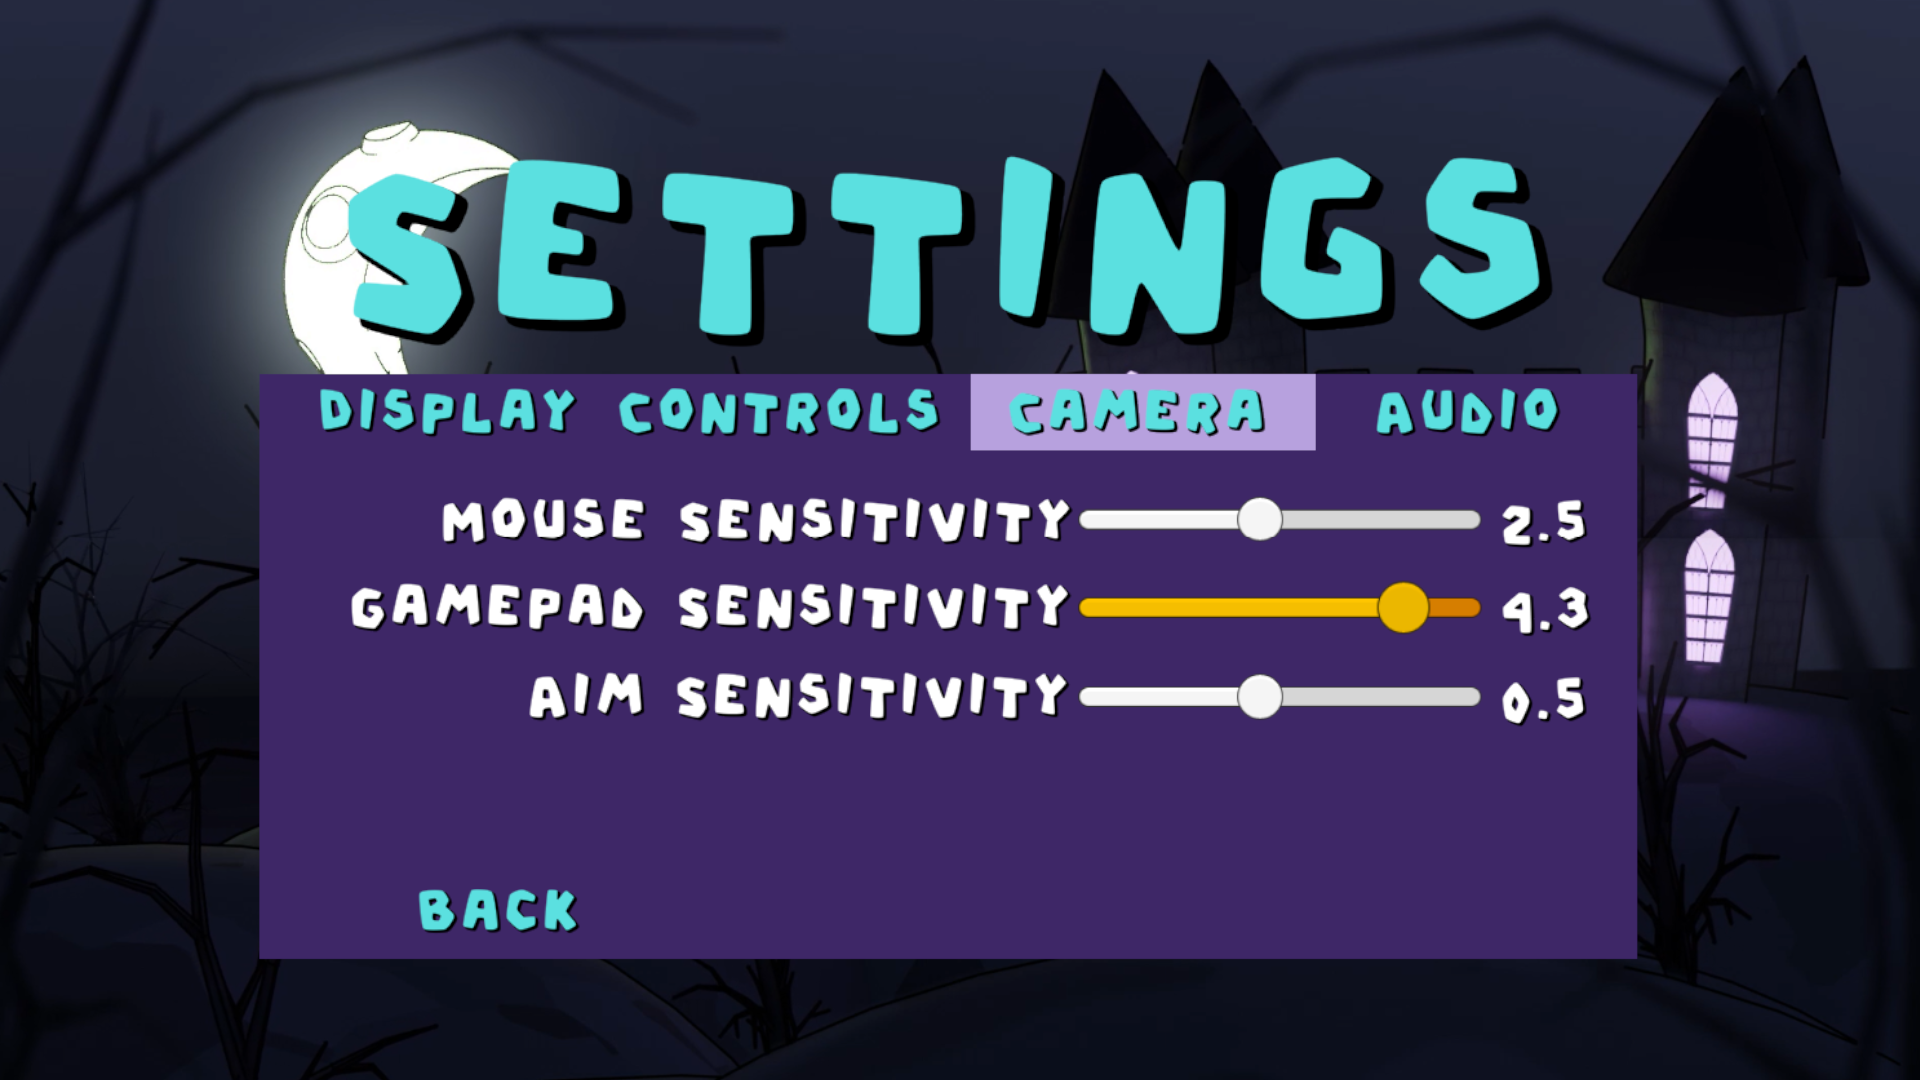 SETTINGS
DISPLAY CONTROLS CAMERA AUDIO
MOUSE SENSITIVITY 2.5
GAMEPAD SENSITIVITY 4.3
AIM SENSITIVITY 0.5
BACK